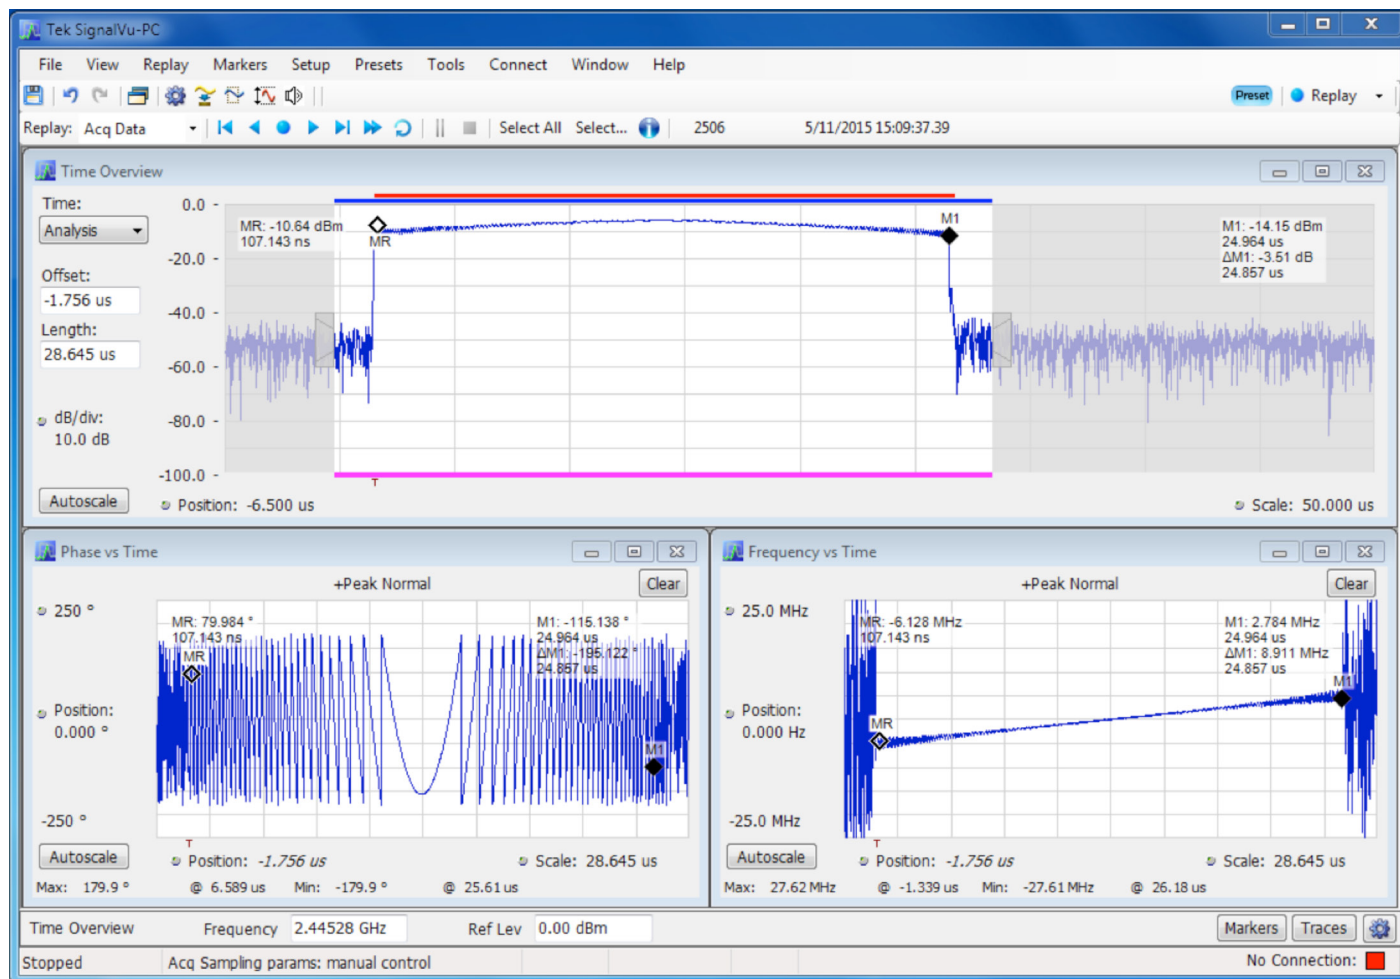 Tek SignalVu-PC
File View Replay Markers Setup Presets Tools Connect Window Help
Preset Replay
Replay: Acq Data Select All Select... 2506 5/11/2015 15:09:37.39
Time Overview
Time:
Analysis
Offset:
-1.756 us
Length:
28.645 us
dB/div:
10.0 dB
Autoscale
0.0
-20.0
-40.0
-60.0
-80.0
-100.0
MR: -10.64 dBm
107.143 ns
MR
M1
M1: -14.15 dBm
24.964 us
ΔM1: -3.51 dB
24.857 us
T
Position: -6.500 us
Scale: 50.000 us
Phase vs Time
+Peak Normal
Clear
250 °
Position:
0.000 °
-250 °
Autoscale
MR: 79.984 °
107.143 ns
MR
M1: -115.138 °
24.964 us
ΔM1: -195.122 °
24.857 us
M1
T
Position: -1.756 us
Scale: 28.645 us
Max: 179.9 ° @ 6.589 us Min: -179.9 ° @ 25.61 us
Frequency vs Time
+Peak Normal
Clear
25.0 MHz
Position:
0.000 Hz
-25.0 MHz
Autoscale
MR: -6.128 MHz
107.143 ns
MR
M1: 2.784 MHz
24.964 us
ΔM1: 8.911 MHz
24.857 us
M1
T
Position: -1.756 us
Scale: 28.645 us
Max: 27.62 MHz @ -1.339 us Min: -27.61 MHz @ 26.18 us
Time Overview Frequency 2.44528 GHz Ref Lev 0.00 dBm Markers Traces
Stopped Acq Sampling params: manual control No Connection: